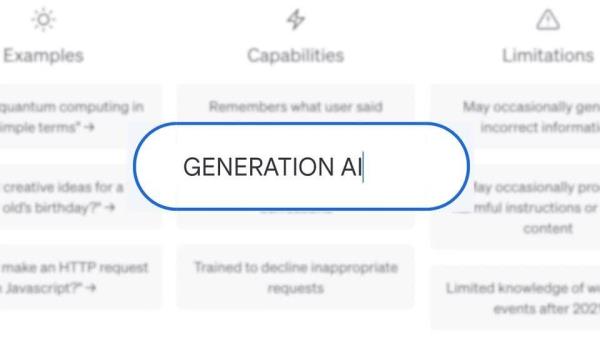 Examples
Capabilities
Limitations
quantum computing in
imple terms" →
Remembers what user said
May occasionally gen
incorrect informati
GENERATION AI
creative ideas for a
old's birthday?" →
lay occasionally pro
mful instructions or
content
make an HTTP request
Javascript?" →
Trained to decline inappropriate
requests
Limited knowledge of w
events after 202